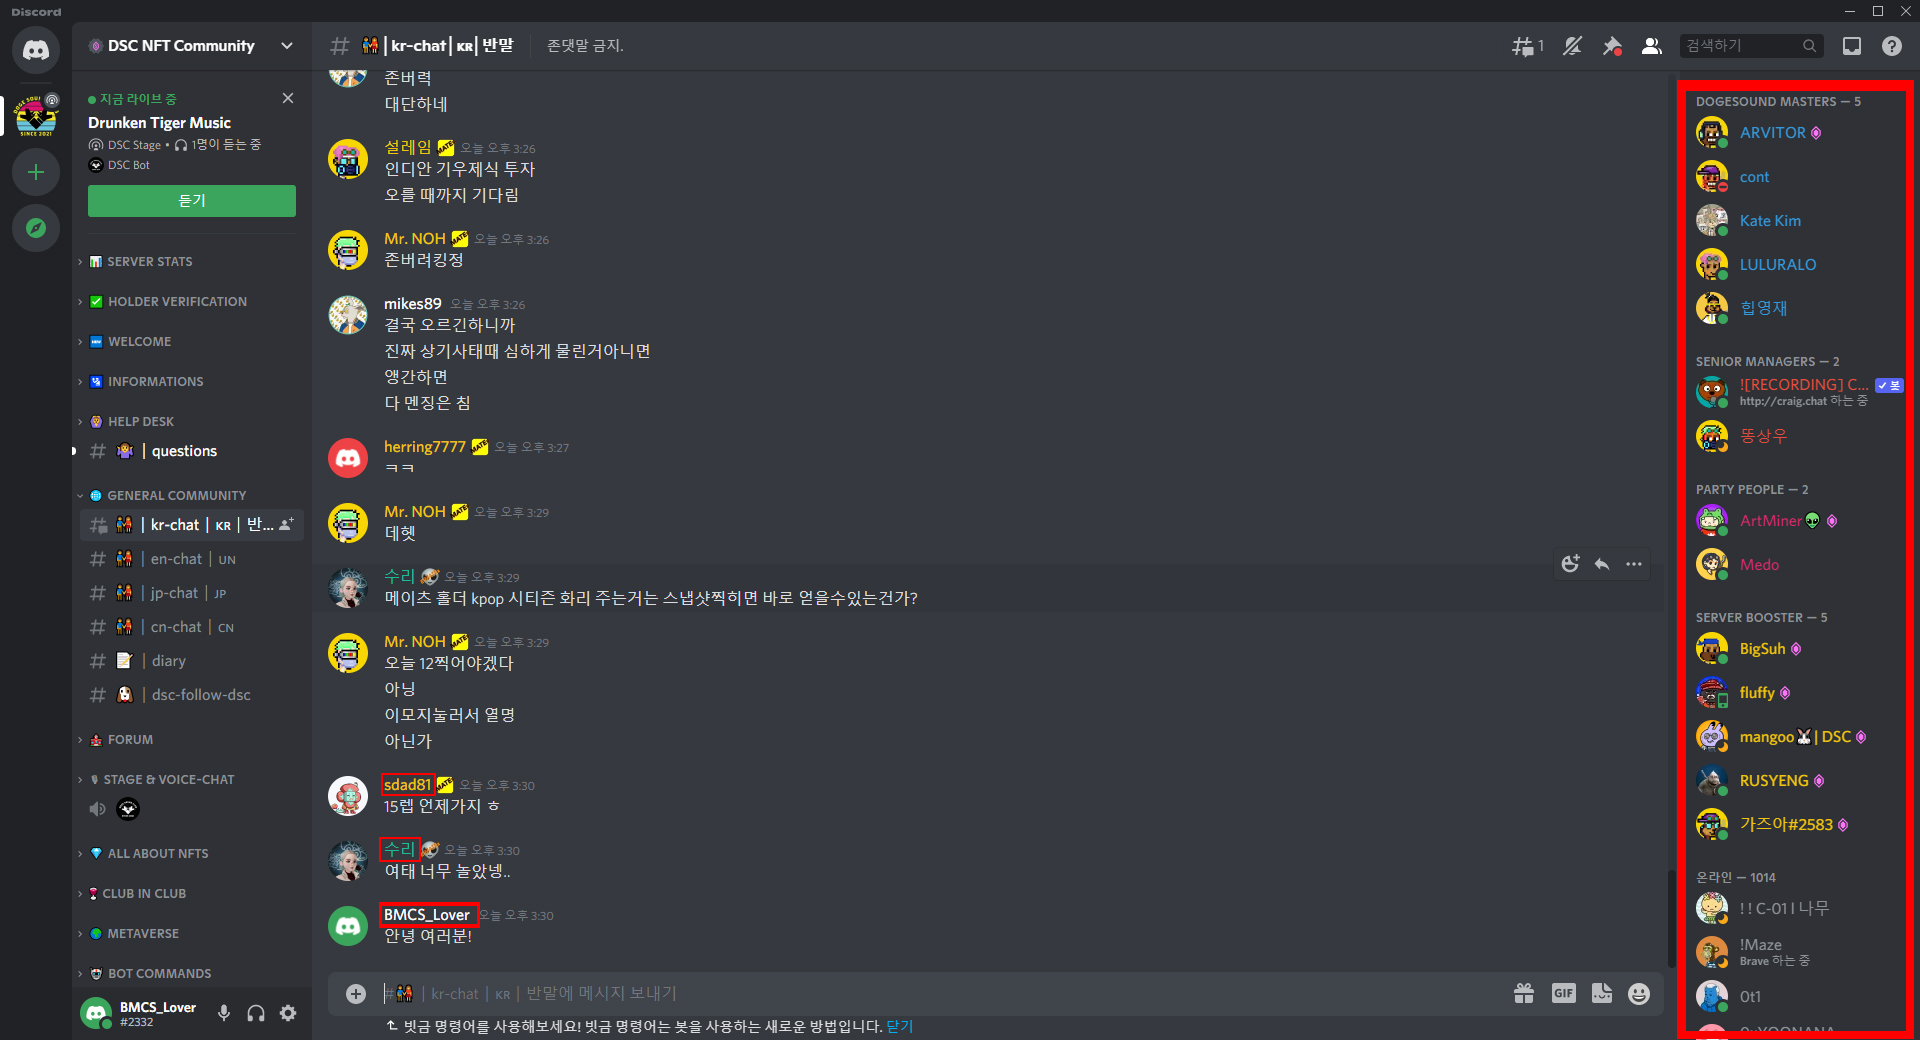 Discord
DSC NFT Community
지금 라이브 중
Drunken Tiger Music
DSC Stage • 1명이 듣는 중
DSC Bot
듣기
SERVER STATS
HOLDER VERIFICATION
WELCOME
INFORMATIONS
HELP DESK
| questions
GENERAL COMMUNITY
| kr-chat | KR | 반...
| en-chat | UN
| jp-chat | JP
| cn-chat | CN
| diary
| dsc-follow-dsc
FORUM
STAGE & VOICE-CHAT
ALL ABOUT NFTS
CLUB IN CLUB
METAVERSE
BOT COMMANDS
BMCS_Lover
#2332
# | kr-chat | KR | 반말
존댓말 금지.
1
검색하기
존버력
대단하네
설레임 MATE 오늘 오후 3:26
인디안 기우제식 투자
오를 때까지 기다림
Mr. NOH MATE 오늘 오후 3:26
존버려킹정
mikes89 오늘 오후 3:26
결국 오르긴하니까
진짜 상기사태때 심하게 물린거아니면
앵간하면
다 멘징은 침
herring7777 MATE 오늘 오후 3:27
ㅋㅋ
Mr. NOH MATE 오늘 오후 3:29
데헷
수리 오늘 오후 3:29
메이츠 홀더 kpop 시티즌 화리 주는거는 스냅샷찍히면 바로 얻을수있는건가?
Mr. NOH MATE 오늘 오후 3:29
오늘 12찍어야겠다
아닝
이모지눌러서 열명
아닌가
sdad81 MATE 오늘 오후 3:30
15렙 언제가지 ㅎ
수리 오늘 오후 3:30
여태 너무 놀았넹..
BMCS_Lover 오늘 오후 3:30
안녕 여러분!
# | kr-chat | KR | 반말에 메시지 보내기
GIF
빗금 명령어를 사용해보세요! 빗금 명령어는 봇을 사용하는 새로운 방법입니다. 닫기
DOGESOUND MASTERS — 5
ARVITOR
cont
Kate Kim
LULURALO
힙영재
SENIOR MANAGERS — 2
![RECORDING] C... 봇
http://craig.chat 하는 중
똥상우
PARTY PEOPLE — 2
ArtMiner
Medo
SERVER BOOSTER — 5
BigSuh
fluffy
mangoo | DSC
RUSYENG
가즈아#2583
온라인 — 1014
! ! C-01 I 나무
!Maze
Brave 하는 중
0t1